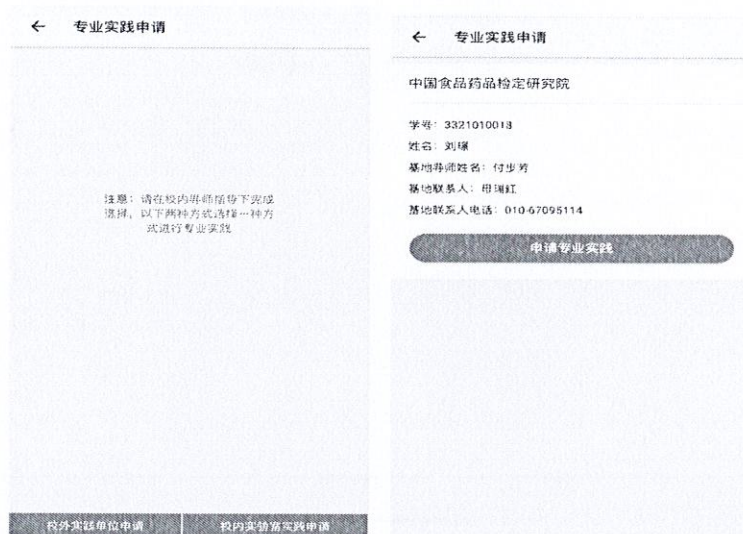 ← 专业实践申请
注意：请在校内导师指导下完成
选择，以下两种方式选择一种方
式进行专业实践
校外实践单位申请
校内实验室实践申请
← 专业实践申请
中国食品药品检定研究院
学号：3321010018
姓名：刘璟
基地导师姓名：付步芳
基地联系人：
基地联系人电话：010-67095114
申请专业实践